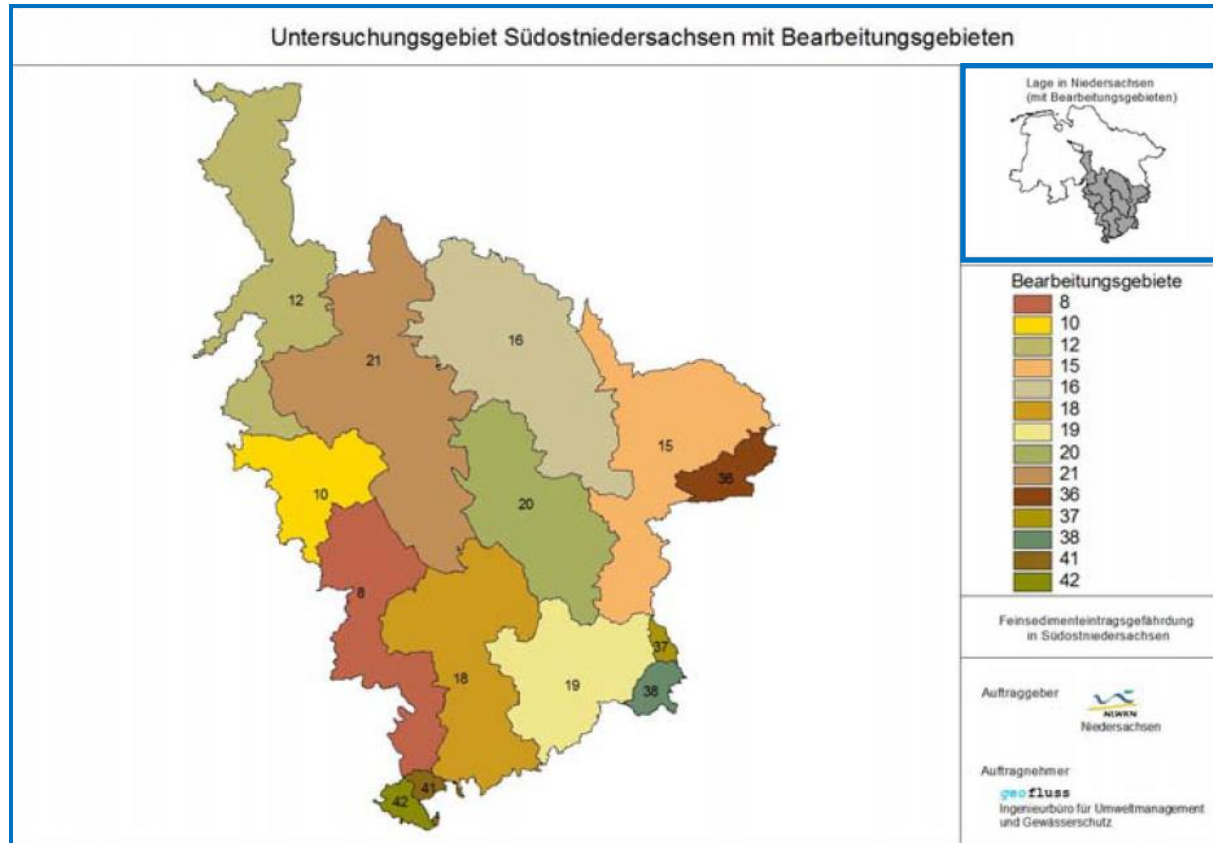 Untersuchungsgebiet Südostniedersachsen mit Bearbeitungsgebieten
Lage in Niedersachsen
(mit Bearbeitungsgebieten)
12
21
16
15
36
10
20
8
18
19
37
38
41
42
Bearbeitungsgebiete
8
10
12
15
16
18
19
20
21
36
37
38
41
42
Feinsedimenteintragsgefährdung
in Südostniedersachsen
Auftraggeber
NLWKN
Niedersachsen
Auftragnehmer
geofluss
Ingenieurbüro für Umweltmanagement
und Gewässerschutz